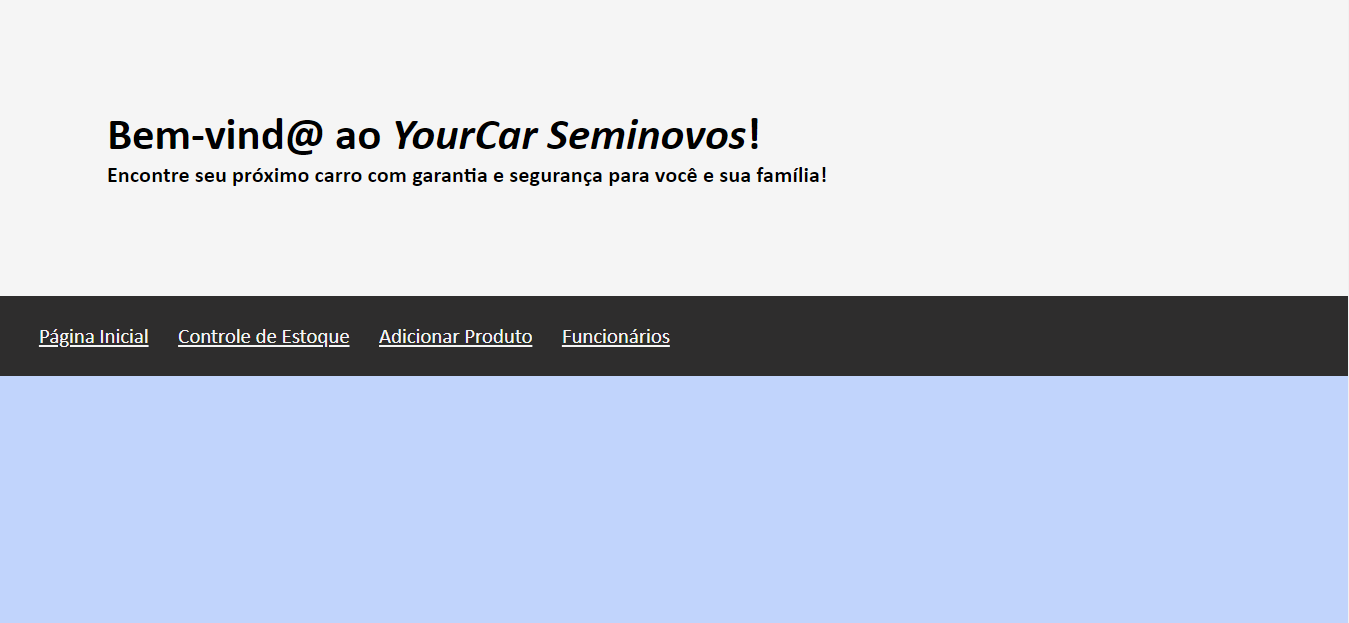 Bem-vind@ ao YourCar Seminovos!
Encontre seu próximo carro com garantia e segurança para você e sua família!
Página Inicial Controle de Estoque Adicionar Produto Funcionários